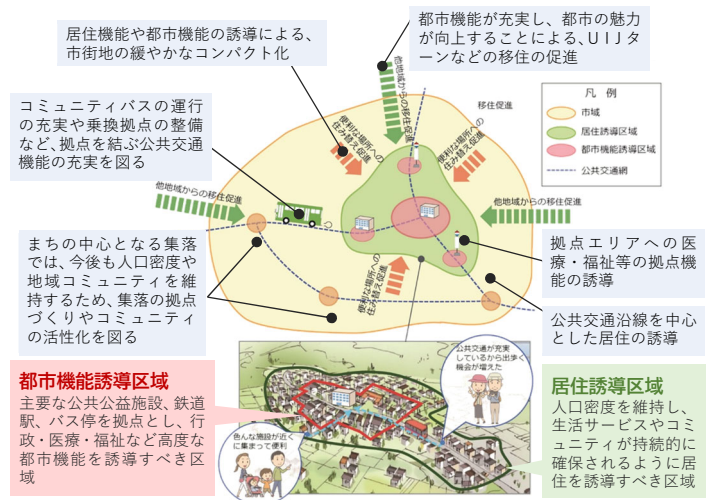 居住機能や都市機能の誘導による、
市街地の緩やかなコンパクト化
都市機能が充実し、都市の魅力
が向上することによる、UIJタ
ーンなどの移住の促進
コミュニティバスの運行
の充実や乗換拠点の整備
など、拠点を結ぶ公共交通
機能の充実を図る
他地域からの移住促進
移住促進
便利な場所への
住み替え促進
便利な場所への
住み替え促進
凡 例
市域
居住誘導区域
都市機能誘導区域
公共交通網
他地域からの移住促進
他地域からの移住促進
便利な場所への
住み替え促進
まちの中心となる集落
では、今後も人口密度や
地域コミュニティを維
持するため、集落の拠点
づくりやコミュニティ
の活性化を図る
拠点エリアへの医
療・福祉等の拠点機
能の誘導
公共交通沿線を中心
とした居住の誘導
都市機能誘導区域
主要な公共公益施設、鉄道
駅、バス停を拠点とし、行
政・医療・福祉など高度な
都市機能を誘導すべき区
域
公共交通が充実
しているから出歩く
機会が増えた
色んな施設が近く
に集まって便利
居住誘導区域
人口密度を維持し、
生活サービスやコミ
ュニティが持続的に
確保されるように居
住を誘導すべき区域